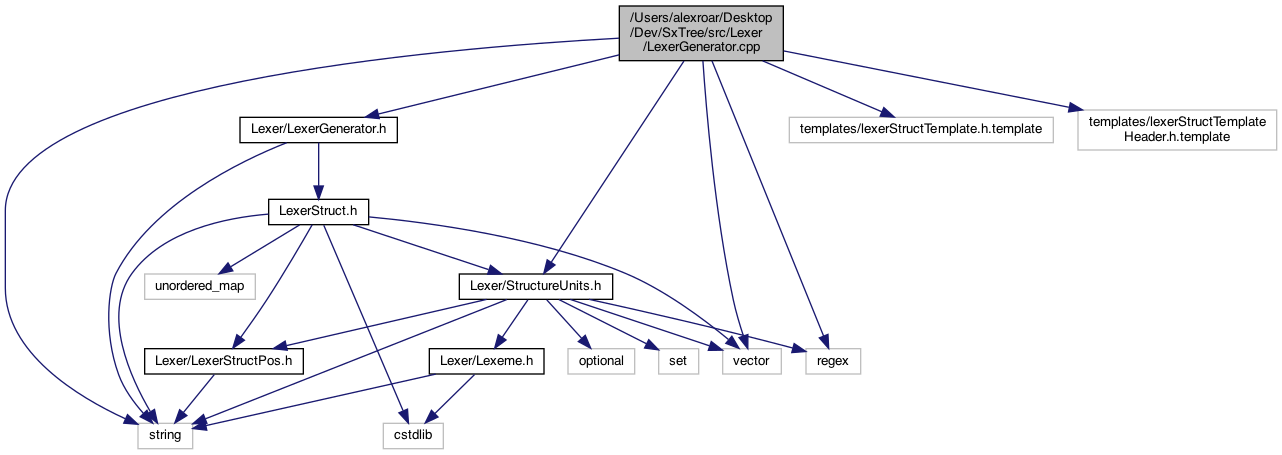 /Users/alexroar/Desktop
/Dev/SxTree/src/Lexer
/LexerGenerator.cpp
Lexer/LexerGenerator.h
templates/lexerStructTemplate.h.template
templates/lexerStructTemplate
Header.h.template
LexerStruct.h
unordered_map
Lexer/StructureUnits.h
Lexer/LexerStructPos.h
Lexer/Lexeme.h
optional
set
vector
regex
string
cstdlib